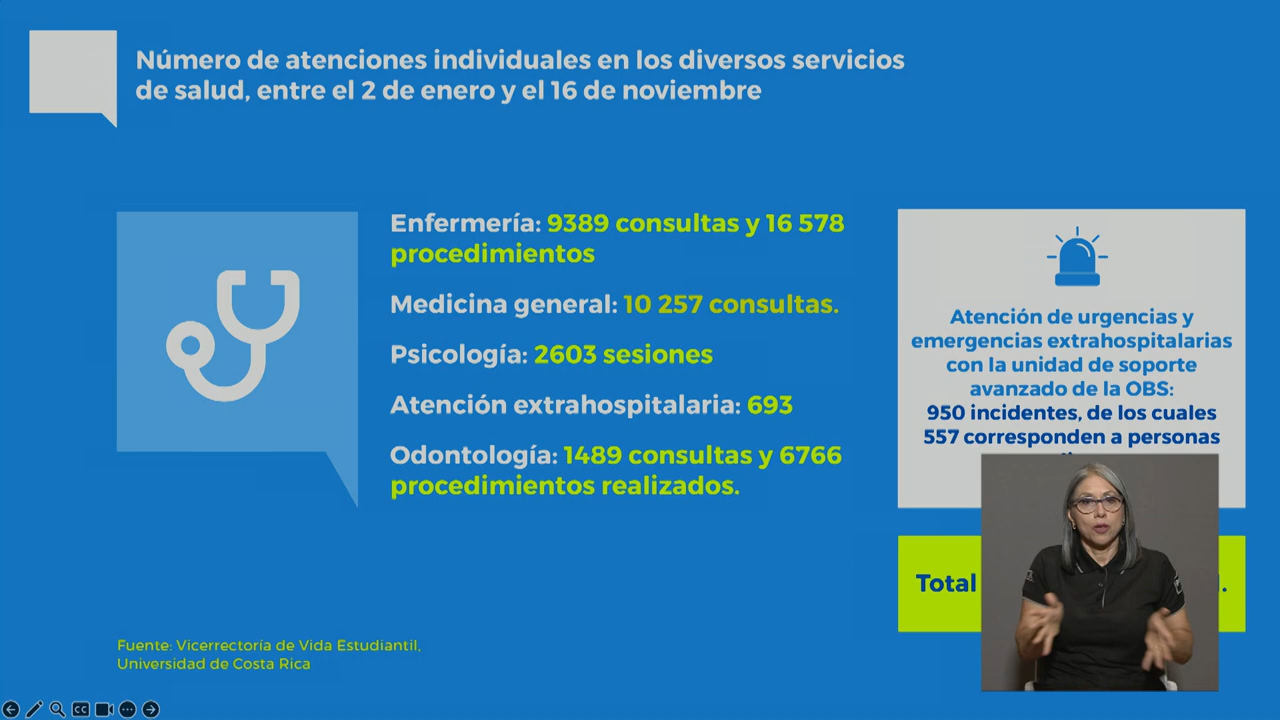 Número de atenciones individuales en los diversos servicios
de salud, entre el 2 de enero y el 16 de noviembre
Enfermería: 9389 consultas y 16 578
procedimientos
Medicina general: 10 257 consultas.
Psicología: 2603 sesiones
Atención extrahospitalaria: 693
Odontología: 1489 consultas y 6766
procedimientos realizados.
Atención de urgencias y
emergencias extrahospitalarias
con la unidad de soporte
avanzado de la OBS:
950 incidentes, de los cuales
557 corresponden a personas
Total
Fuente: Vicerrectoría de Vida Estudiantil,
Universidad de Costa Rica
CC